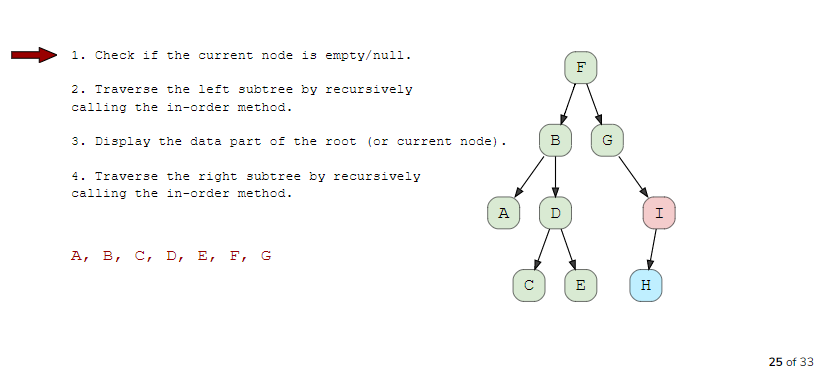 1. Check if the current node is empty/null.
2. Traverse the left subtree by recursively
calling the in-order method.
3. Display the data part of the root (or current node).
4. Traverse the right subtree by recursively
calling the in-order method.
A, B, C, D, E, F, G
F
B G
A D I
C E H
25 of 33